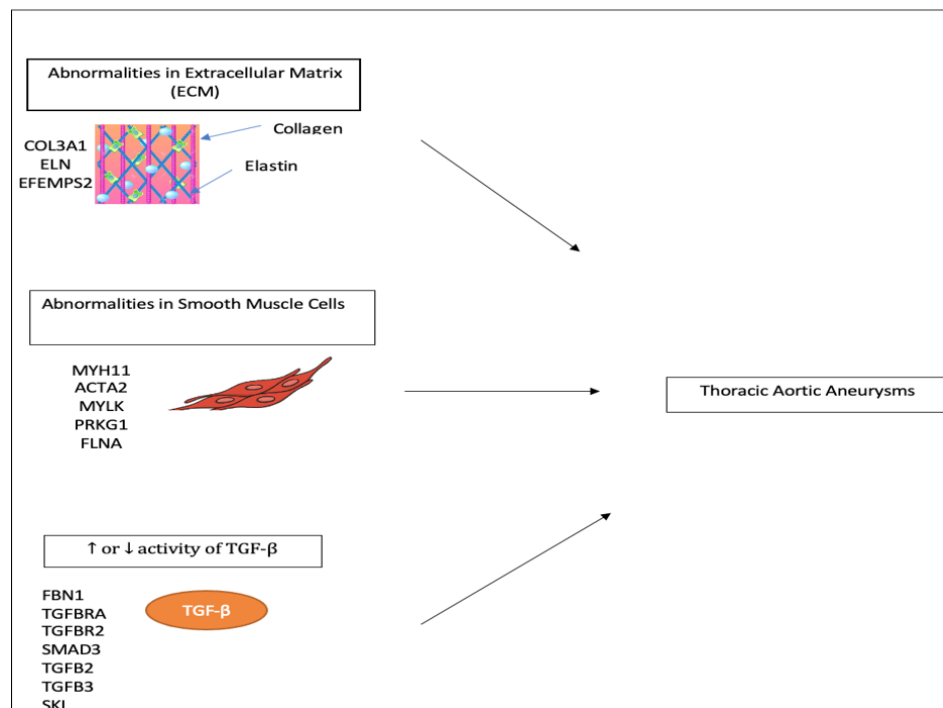 Abnormalities in Extracellular Matrix
(ECM)
Collagen
COL3A1
ELN
Elastin
EFEMPS2
Abnormalities in Smooth Muscle Cells
MYH11
ACTA2
MYLK
PRKG1
FLNA
Thoracic Aortic Aneurysms
↑ or ↓ activity of TGF-β
FBN1
TGF-β
TGFBRA
TGFBR2
SMAD3
TGFB2
TGFB3